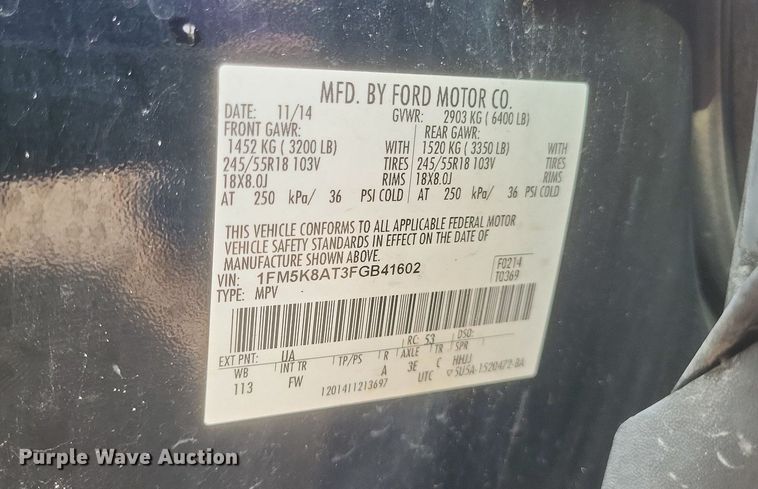 MFD. BY FORD MOTOR CO.
DATE: 11/14 GVWR: 2903 KG ( 6400 LB)
FRONT GAWR: REAR GAWR:
1452 KG ( 3200 LB) WITH 1520 KG ( 3350 LB) WITH
245/55R18 103V TIRES 245/55R18 103V TIRES
18X8.0J RIMS 18X8.0J RIMS
AT 250 kPa/ 36 PSI COLD AT 250 kPa/ 36 PSI COLD
THIS VEHICLE CONFORMS TO ALL APPLICABLE FEDERAL MOTOR
VEHICLE SAFETY STANDARDS IN EFFECT ON THE DATE OF
MANUFACTURE SHOWN ABOVE.
VIN: 1FM5K8AT3FGB41602 F0214
TYPE: MPV T0369
EXT PNT: UA RC: 53 DSO:
WB INT TR TP/PS R AXLE TR SPR
113 FW A 3E C HHJJ
1201411213697 UTC 5U5A-1520472-BA
Purple Wave Auction